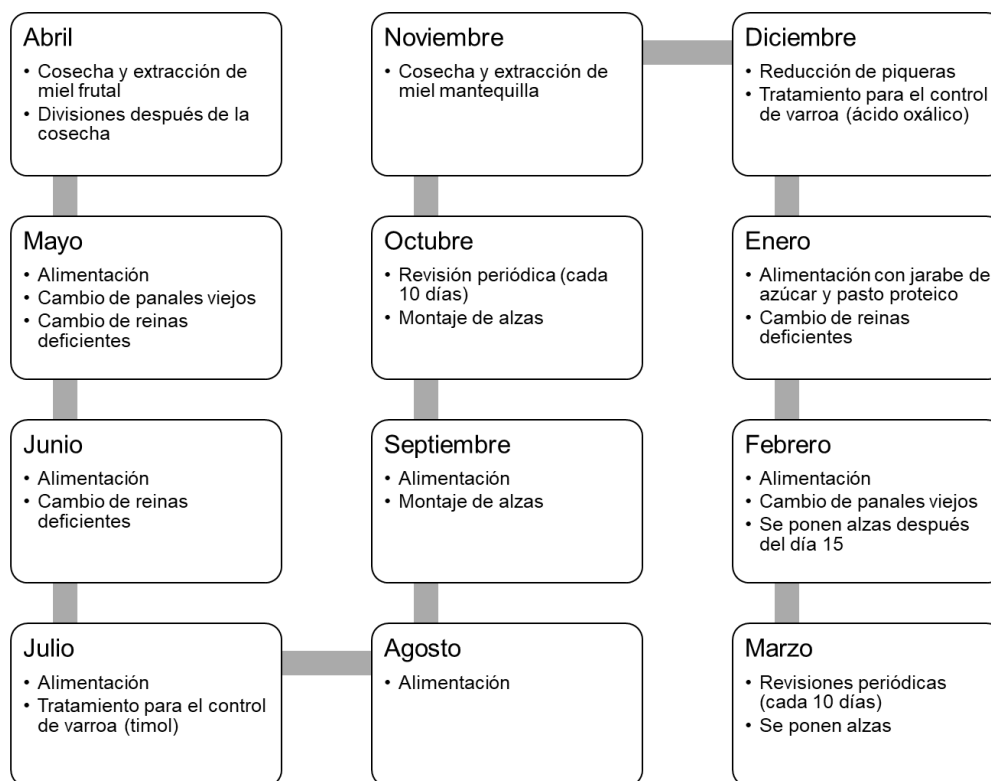 Abril
• Cosecha y extracción de
miel frutal
• Divisiones después de la
cosecha
Mayo
• Alimentación
• Cambio de panales viejos
• Cambio de reinas
deficientes
Junio
• Alimentación
• Cambio de reinas
deficientes
Julio
• Alimentación
• Tratamiento para el control
de varroa (timol)
Agosto
• Alimentación
Septiembre
• Alimentación
• Montaje de alzas
Octubre
• Revisión periódica (cada
10 días)
• Montaje de alzas
Noviembre
• Cosecha y extracción de
miel mantequilla
Diciembre
• Reducción de piqueras
• Tratamiento para el control
de varroa (ácido oxálico)
Enero
• Alimentación con jarabe de
azúcar y pasto proteico
• Cambio de reinas
deficientes
Febrero
• Alimentación
• Cambio de panales viejos
• Se ponen alzas después
del día 15
Marzo
• Revisiones periódicas
(cada 10 días)
• Se ponen alzas